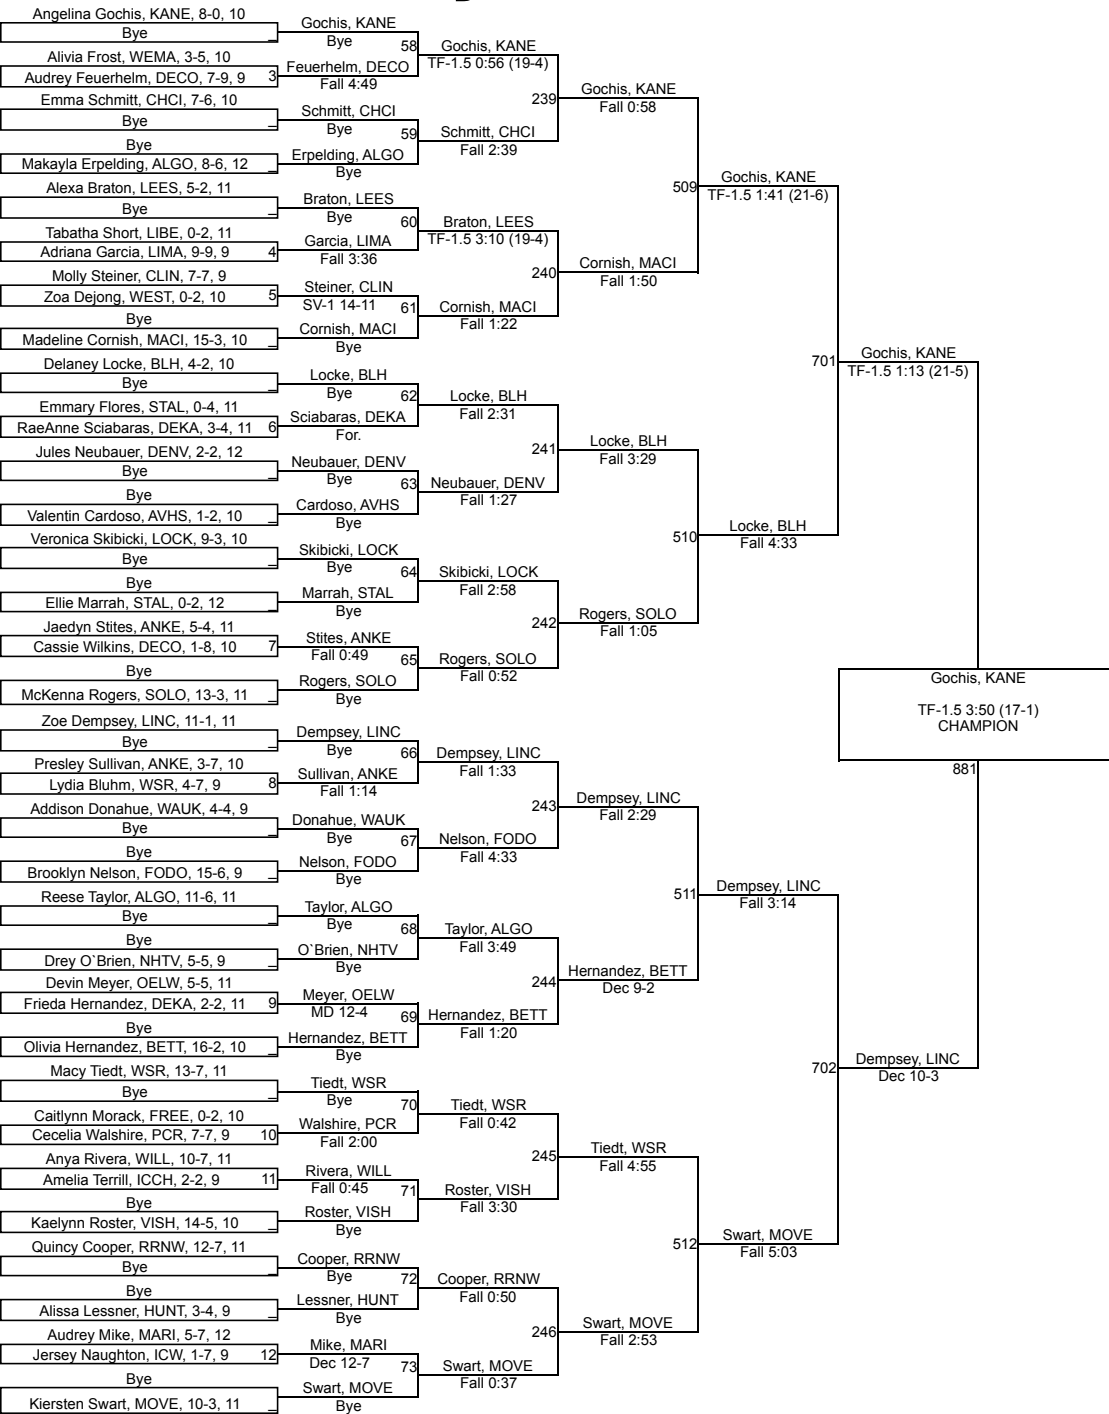 Angelina Gochis, KANE, 8-0, 10
Bye _
Alivia Frost, WEMA, 3-5, 10
Audrey Feuerhelm, DECO, 7-9, 9 3
Emma Schmitt, CHCI, 7-6, 10
Bye _
Bye
Makayla Erpelding, ALGO, 8-6, 12 _
Alexa Braton, LEES, 5-2, 11
Bye _
Tabatha Short, LIBE, 0-2, 11
Adriana Garcia, LIMA, 9-9, 9 4
Molly Steiner, CLIN, 7-7, 9
Zoa Dejong, WEST, 0-2, 10 5
Bye
Madeline Cornish, MACI, 15-3, 10 _
Delaney Locke, BLH, 4-2, 10
Bye _
Emmary Flores, STAL, 0-4, 11
RaeAnne Sciabaras, DEKA, 3-4, 11 6
Jules Neubauer, DENV, 2-2, 12
Bye _
Bye
Valentin Cardoso, AVHS, 1-2, 10 _
Veronica Skibicki, LOCK, 9-3, 10
Bye _
Bye
Ellie Marrah, STAL, 0-2, 12 _
Jaedyn Stites, ANKE, 5-4, 11
Cassie Wilkins, DECO, 1-8, 10 7
Bye
McKenna Rogers, SOLO, 13-3, 11 _
Zoe Dempsey, LINC, 11-1, 11
Bye _
Presley Sullivan, ANKE, 3-7, 10
Lydia Bluhm, WSR, 4-7, 9 8
Addison Donahue, WAUK, 4-4, 9
Bye _
Bye
Brooklyn Nelson, FODO, 15-6, 9 _
Reese Taylor, ALGO, 11-6, 11
Bye _
Bye
Drey O`Brien, NHTV, 5-5, 9 _
Devin Meyer, OELW, 5-5, 11
Frieda Hernandez, DEKA, 2-2, 11 9
Bye
Olivia Hernandez, BETT, 16-2, 10 _
Macy Tiedt, WSR, 13-7, 11
Bye _
Caitlynn Morack, FREE, 0-2, 10
Cecelia Walshire, PCR, 7-7, 9 10
Anya Rivera, WILL, 10-7, 11
Amelia Terrill, ICCH, 2-2, 9 11
Bye
Kaelynn Roster, VISH, 14-5, 10 _
Quincy Cooper, RRNW, 12-7, 11
Bye _
Bye
Alissa Lessner, HUNT, 3-4, 9 _
Audrey Mike, MARI, 5-7, 12
Jersey Naughton, ICW, 1-7, 9 12
Bye
Kiersten Swart, MOVE, 10-3, 11 _
Gochis, KANE
Bye
58
Feuerhelm, DECO
Fall 4:49
Schmitt, CHCI
Bye
59
Erpelding, ALGO
Bye
Braton, LEES
Bye
60
Garcia, LIMA
Fall 3:36
Steiner, CLIN
SV-1 14-11
61
Cornish, MACI
Bye
Locke, BLH
Bye
62
Sciabaras, DEKA
For.
Neubauer, DENV
Bye
63
Cardoso, AVHS
Bye
Skibicki, LOCK
Bye
64
Marrah, STAL
Bye
Stites, ANKE
Fall 0:49
65
Rogers, SOLO
Bye
Dempsey, LINC
Bye
66
Sullivan, ANKE
Fall 1:14
Donahue, WAUK
Bye
67
Nelson, FODO
Bye
Taylor, ALGO
Bye
68
O`Brien, NHTV
Bye
Meyer, OELW
MD 12-4
69
Hernandez, BETT
Bye
Tiedt, WSR
Bye
70
Walshire, PCR
Fall 2:00
Rivera, WILL
Fall 0:45
71
Roster, VISH
Bye
Cooper, RRNW
Bye
72
Lessner, HUNT
Bye
Mike, MARI
Dec 12-7
73
Swart, MOVE
Bye
Gochis, KANE
TF-1.5 0:56 (19-4)
239
Schmitt, CHCI
Fall 2:39
Braton, LEES
TF-1.5 3:10 (19-4)
240
Cornish, MACI
Fall 1:22
Locke, BLH
Fall 2:31
241
Neubauer, DENV
Fall 1:27
Skibicki, LOCK
Fall 2:58
242
Rogers, SOLO
Fall 0:52
Dempsey, LINC
Fall 1:33
243
Nelson, FODO
Fall 4:33
Taylor, ALGO
Fall 3:49
244
Hernandez, BETT
Fall 1:20
Tiedt, WSR
Fall 0:42
245
Roster, VISH
Fall 3:30
Cooper, RRNW
Fall 0:50
246
Swart, MOVE
Fall 0:37
Gochis, KANE
Fall 0:58
509
Cornish, MACI
Fall 1:50
Locke, BLH
Fall 3:29
510
Rogers, SOLO
Fall 1:05
Dempsey, LINC
Fall 2:29
511
Hernandez, BETT
Dec 9-2
Tiedt, WSR
Fall 4:55
512
Swart, MOVE
Fall 2:53
Gochis, KANE
TF-1.5 1:41 (21-6)
701
Locke, BLH
Fall 4:33
Dempsey, LINC
Fall 3:14
702
Swart, MOVE
Fall 5:03
Gochis, KANE
TF-1.5 1:13 (21-5)
Gochis, KANE
TF-1.5 3:50 (17-1)
CHAMPION
881
Dempsey, LINC
Dec 10-3